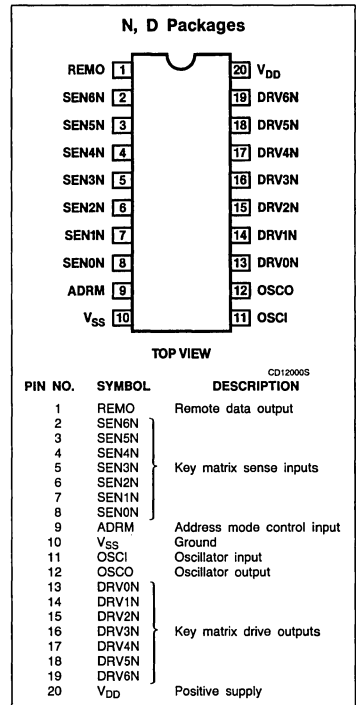 N, D Packages
REMO 1 20 VDD
SEN6N 2 19 DRV6N
SEN5N 3 18 DRV5N
SEN4N 4 17 DRV4N
SEN3N 5 16 DRV3N
SEN2N 6 15 DRV2N
SEN1N 7 14 DRV1N
SEN0N 8 13 DRV0N
ADRM 9 12 OSCO
VSS 10 11 OSCI
TOP VIEW
CD12000S
PIN NO. SYMBOL DESCRIPTION
1 REMO Remote data output
2 SEN6N
3 SEN5N
4 SEN4N
5 SEN3N Key matrix sense inputs
6 SEN2N
7 SEN1N
8 SEN0N
9 ADRM Address mode control input
10 VSS Ground
11 OSCI Oscillator input
12 OSCO Oscillator output
13 DRV0N
14 DRV1N
15 DRV2N
16 DRV3N Key matrix drive outputs
17 DRV4N
18 DRV5N
19 DRV6N
20 VDD Positive supply